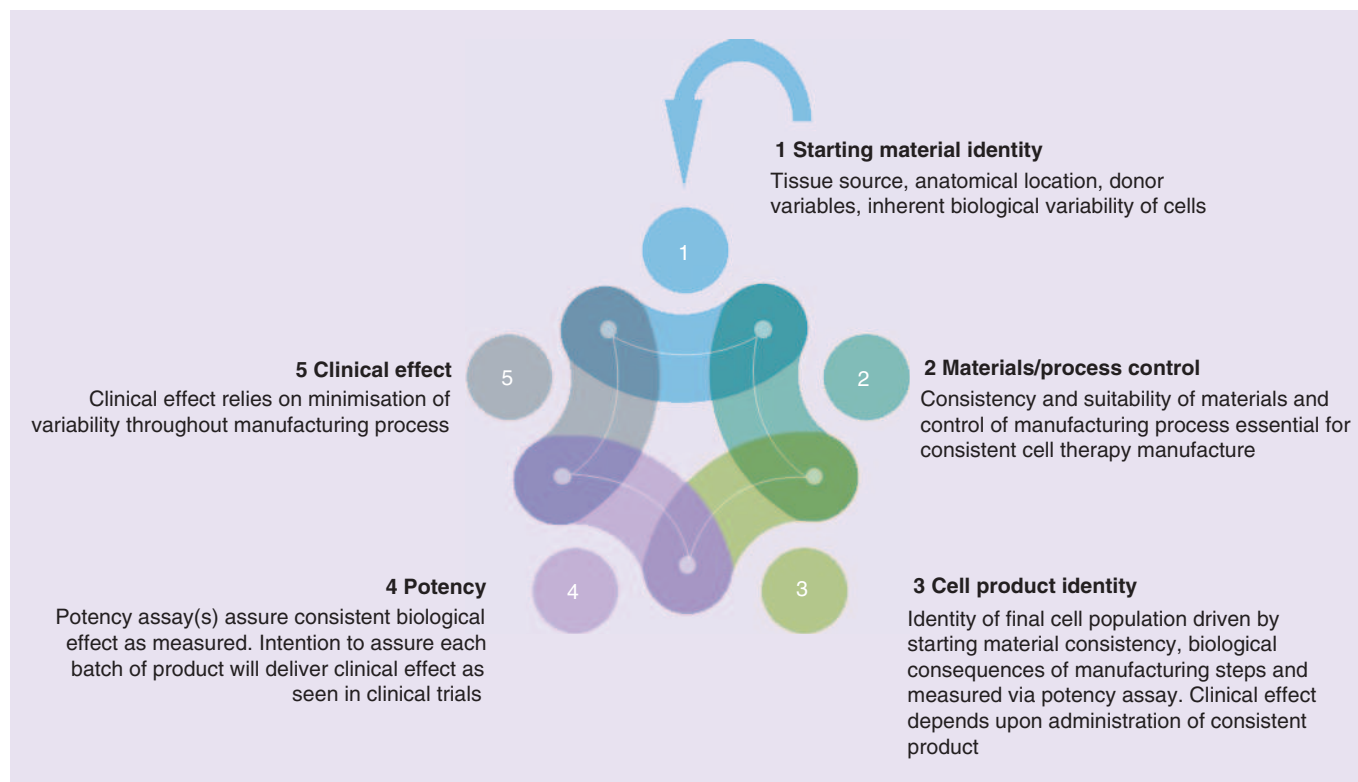 1 Starting material identity
Tissue source, anatomical location, donor
variables, inherent biological variability of cells
1
2
2 Materials/process control
Consistency and suitability of materials and
control of manufacturing process essential for
consistent cell therapy manufacture
3
3 Cell product identity
Identity of final cell population driven by
starting material consistency, biological
consequences of manufacturing steps and
measured via potency assay. Clinical effect
depends upon administration of consistent
product
4
4 Potency
Potency assay(s) assure consistent biological
effect as measured. Intention to assure each
batch of product will deliver clinical effect as
seen in clinical trials
5
5 Clinical effect
Clinical effect relies on minimisation of
variability throughout manufacturing process